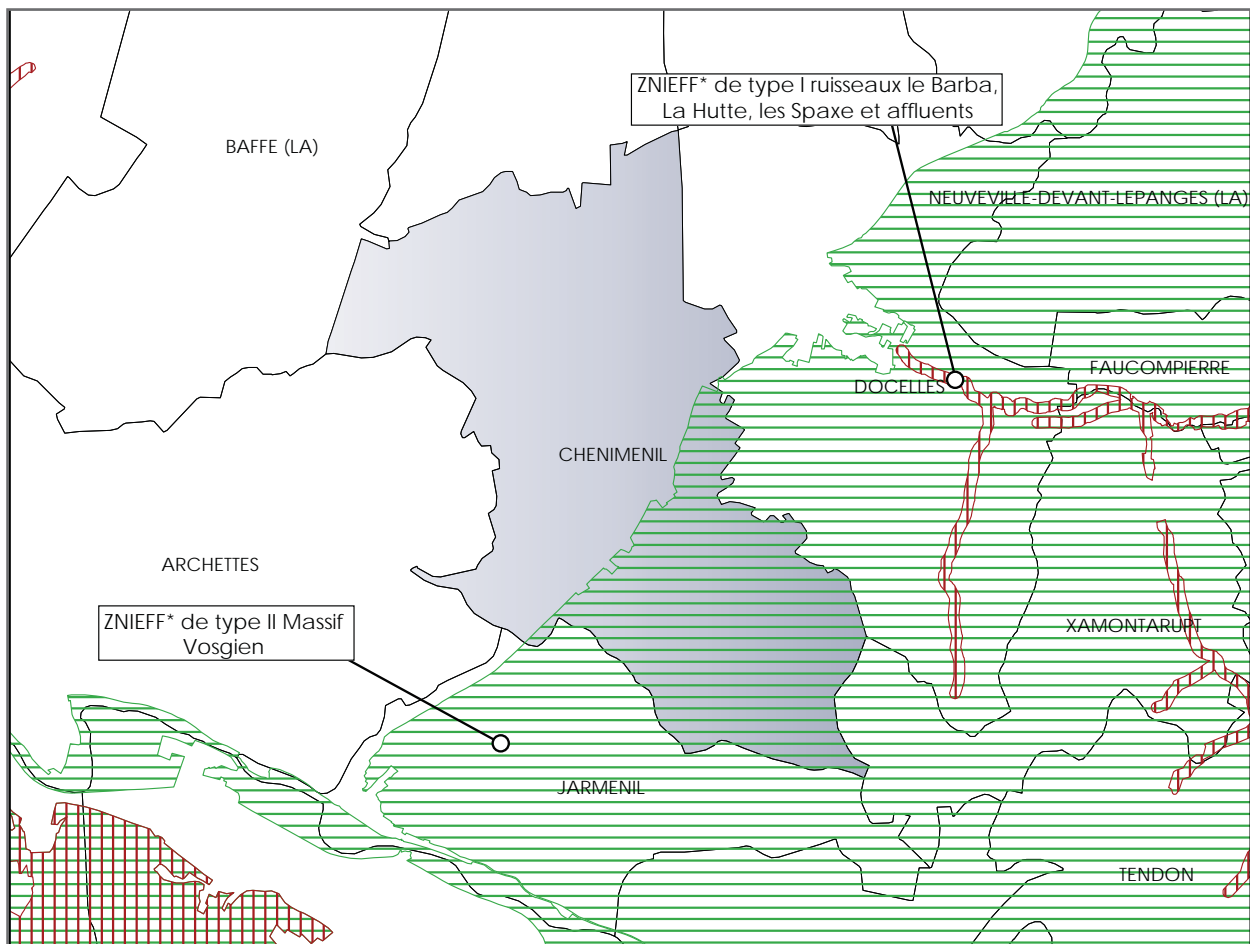 ZNIEFF* de type I ruisseaux le Barba,
La Hutte, les Spaxe et affluents
BAFFE (LA)
NEUVEVILLE-DEVANT-LEPANGES (LA)
FAUCOMPIERRE
DOCELLES
CHENIMENIL
ARCHETTES
ZNIEFF* de type II Massif
Vosgien
XAMONTARUPT
JARMENIL
TENDON